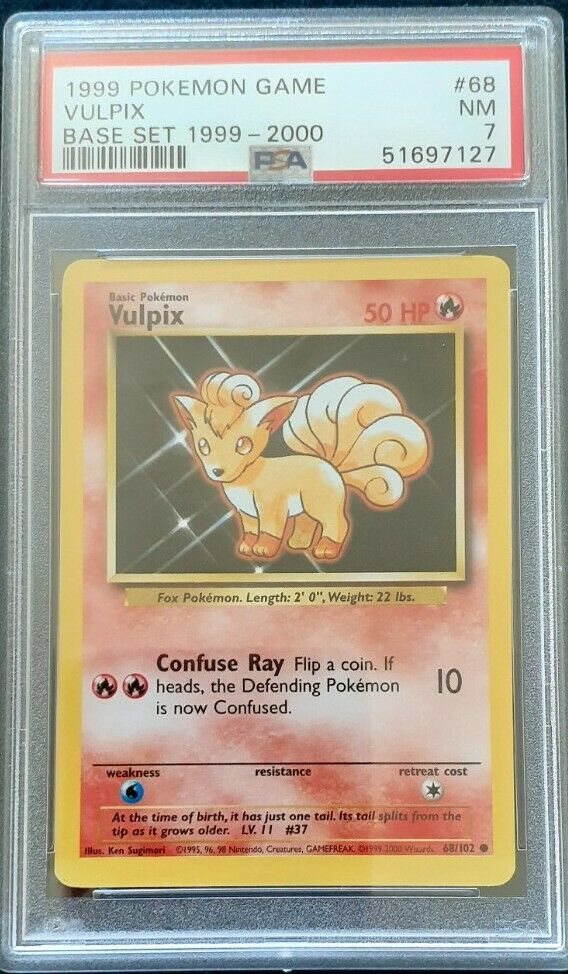 1999 POKEMON GAME #68
VULPIX NM
BASE SET 1999 – 2000 7
PSA 51697127
Basic Pokémon
Vulpix 50 HP
Fox Pokémon. Length: 2' 0", Weight: 22 lbs.
Confuse Ray Flip a coin. If
heads, the Defending Pokémon 10
is now Confused.
weakness resistance retreat cost
At the time of birth, it has just one tail. Its tail splits from the
tip as it grows older. LV. 11 #37
Illus. Ken Sugimori ©1995, 96, 98 Nintendo, Creatures, GAMEFREAK. ©1999-2000 Wizards. 68/102